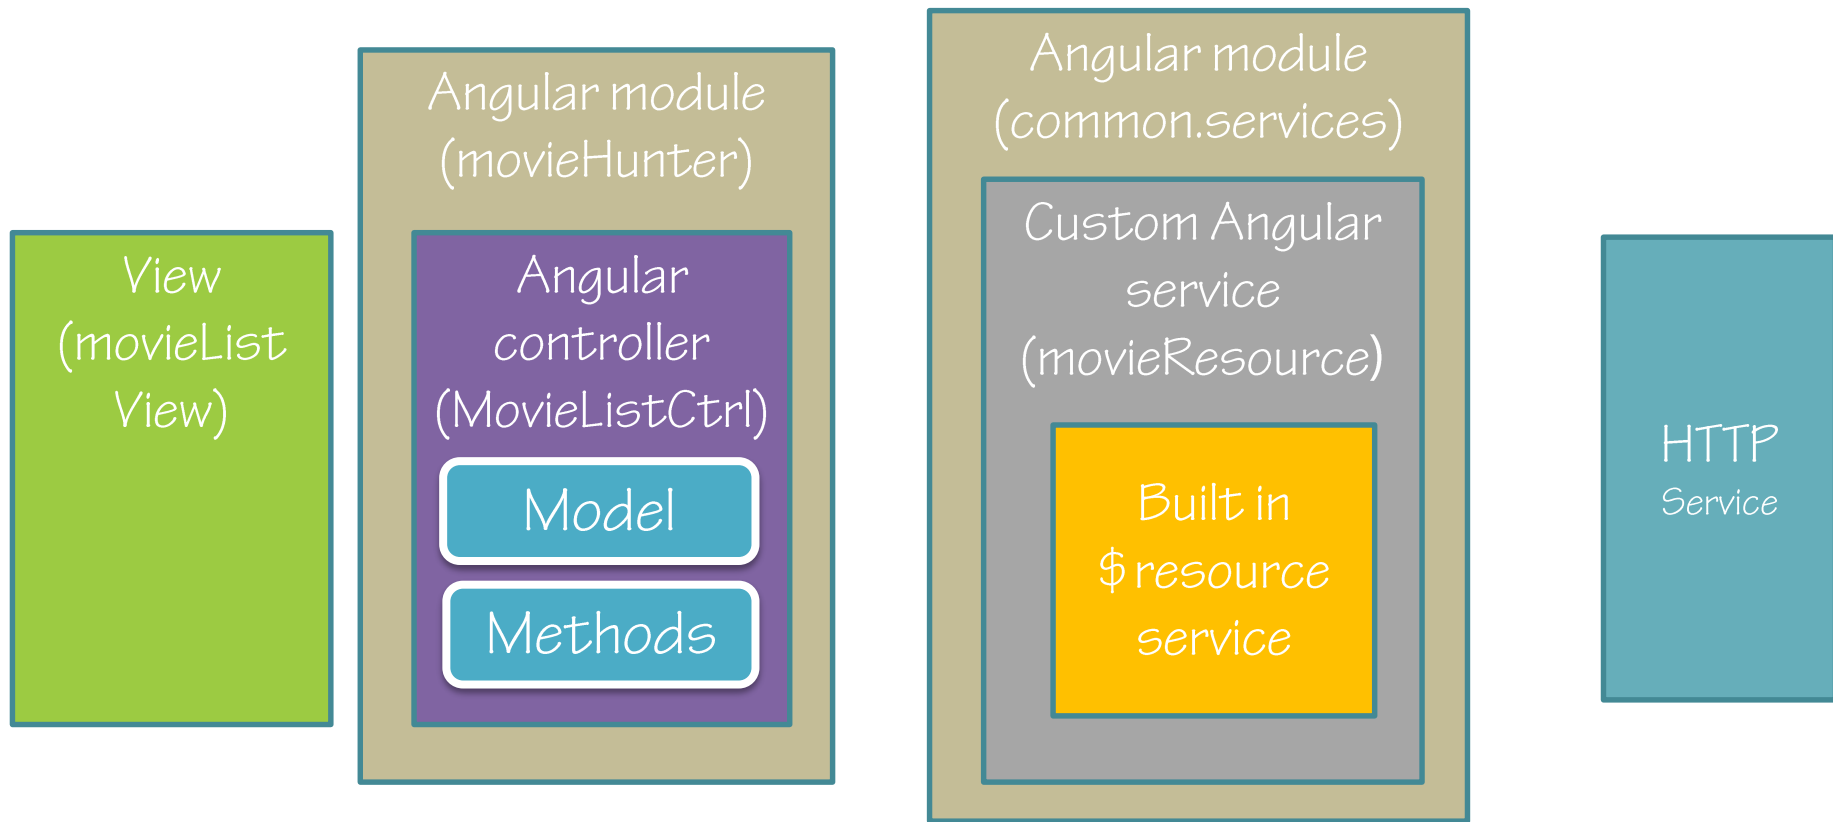 View
(movieList
View)
Angular module
(movieHunter)
Angular
controller
(MovieListCtrl)
Model
Methods
Angular module
(common.services)
Custom Angular
service
(movieResource)
Built in
$resource
service
HTTP
Service